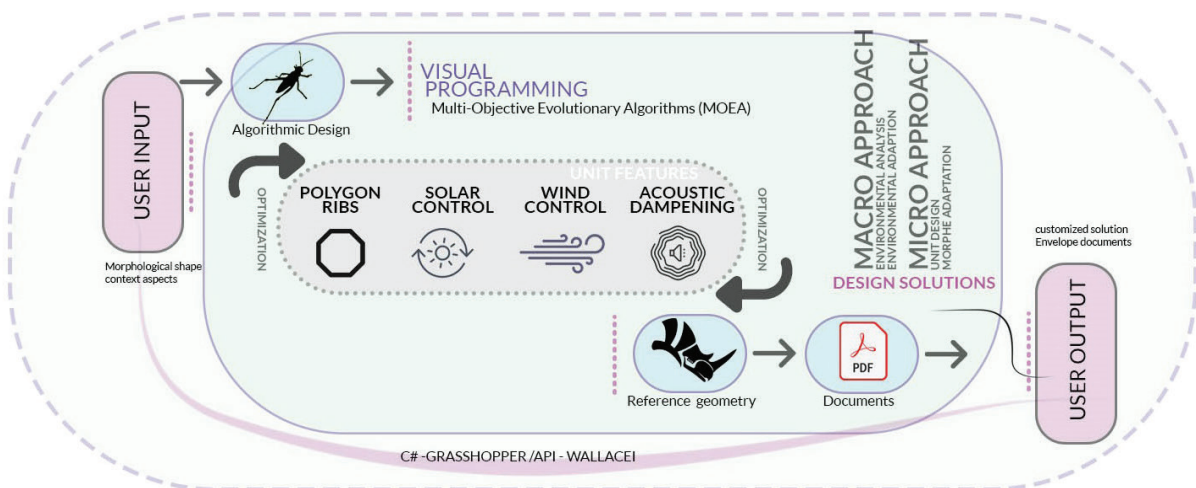 USER INPUT
Morphological shape
context aspects
Algorithmic Design
VISUAL
PROGRAMMING
Multi-Objective Evolutionary Algorithms (MOEA)
OPTIMIZATION
UNIT FEATURES
POLYGON
RIBS
SOLAR
CONTROL
WIND
CONTROL
ACOUSTIC
DAMPENING
OPTIMIZATION
MACRO APPROACH
ENVIRONMENTAL ANALYSIS
ENVIRONMENTAL ADAPTION
MICRO APPROACH
UNIT DESIGN
MORPHE ADAPTATION
DESIGN SOLUTIONS
Reference geometry
PDF
Documents
customized solution
Envelope documents
USER OUTPUT
C# -GRASSHOPPER /API - WALLACEI